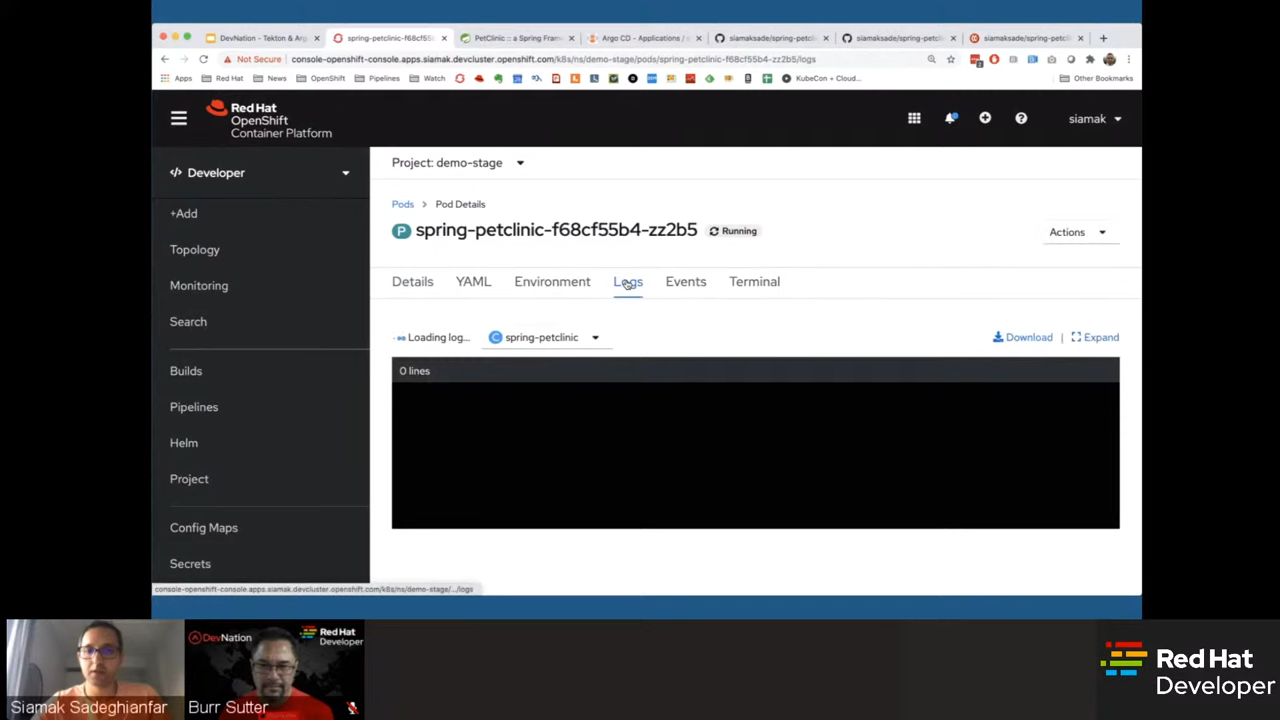 DevNation - Tekton & Arg
spring-petclinic-f68cf55b
PetClinic :: a Spring Fram
Argo CD - Applications / s
siamaksade/spring-petcli
siamaksade/spring-petcli
siamaksade/spring-petcli
Not Secure
console-openshift-console.apps.siamak.devcluster.openshift.com/k8s/ns/demo-stage/pods/spring-petclinic-f68cf55b4-zz2b5/logs
Apps
Red Hat
News
OpenShift
Pipelines
Watch
KubeCon + Cloud...
Other Bookmarks
Red Hat
OpenShift
Container Platform
siamak
Developer
+Add
Topology
Monitoring
Search
Builds
Pipelines
Helm
Project
Config Maps
Secrets
Project: demo-stage
Pods > Pod Details
P spring-petclinic-f68cf55b4-zz2b5 Running
Actions
Details YAML Environment Logs Events Terminal
Loading log... C spring-petclinic
Download | Expand
0 lines
console-openshift-console.apps.siamak.devcluster.openshift.com/k8s/ns/demo-stage/.../logs
DevNation
Red Hat
Developer
Siamak Sadeghianfar
Burr Sutter
Red Hat
Developer